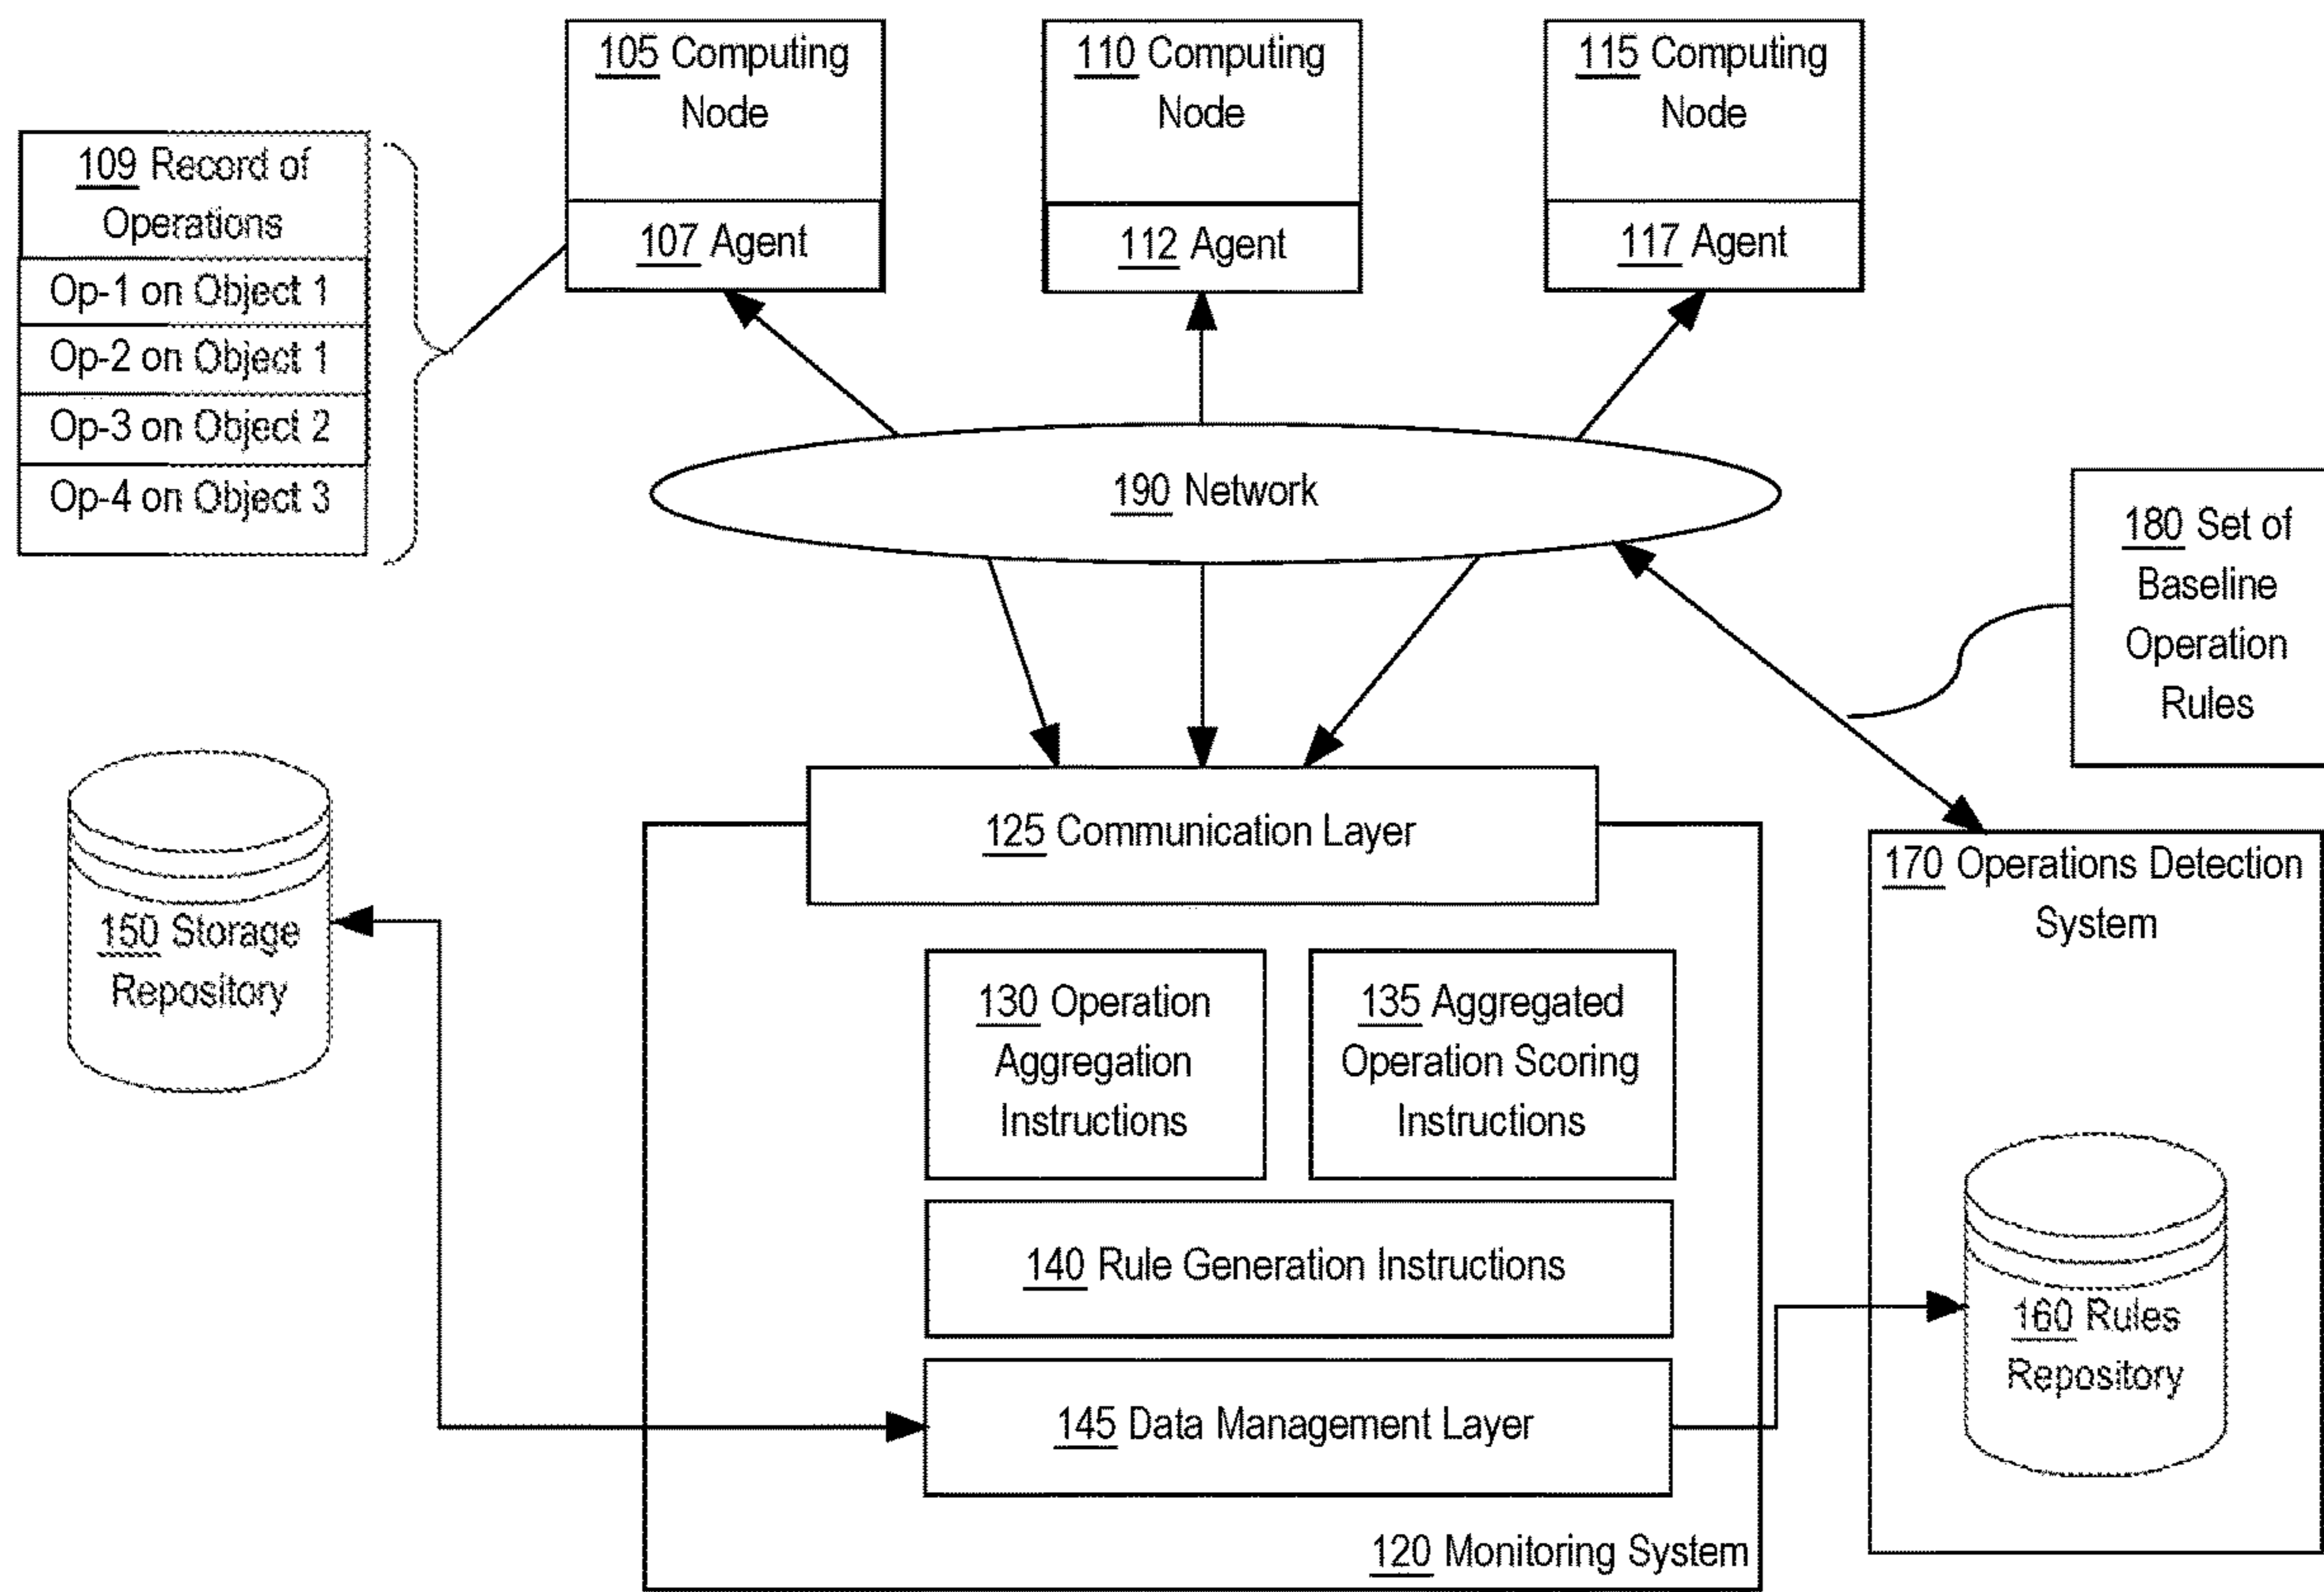 105 Computing
Node
107 Agent
110 Computing
Node
112 Agent
115 Computing
Node
117 Agent
109 Record of
Operations
Op-1 on Object 1
Op-2 on Object 1
Op-3 on Object 2
Op-4 on Object 3
190 Network
180 Set of
Baseline
Operation
Rules
125 Communication Layer
150 Storage
Repository
130 Operation
Aggregation
Instructions
135 Aggregated
Operation Scoring
Instructions
140 Rule Generation Instructions
145 Data Management Layer
120 Monitoring System
170 Operations Detection
System
160 Rules
Repository